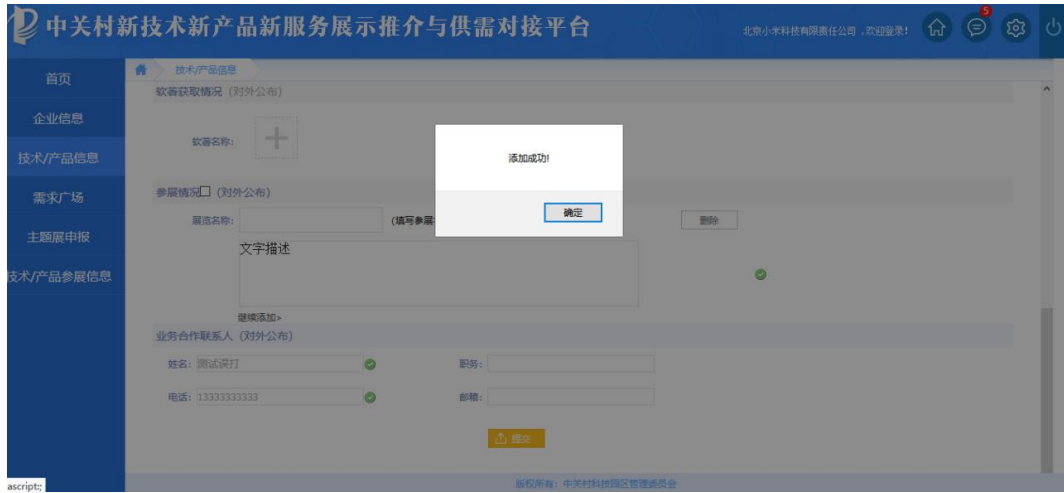 中关村新技术新产品新服务展示推介与供需对接平台
北京小米科技有限责任公司 ,欢迎登录!
5
首页
企业信息
技术/产品信息
需求广场
主题展申报
技术/产品参展信息
技术/产品信息
软著获取情况 (对外公布)
软著名称:
添加成功!
确定
参展情况 (对外公布)
展览名称:
(填写参展
删除
文字描述
继续添加>
业务合作联系人 (对外公布)
姓名: 测试误打
职务:
电话: 13333333333
邮箱:
提交
版权所有: 中关村科技园区管理委员会
ascript:;